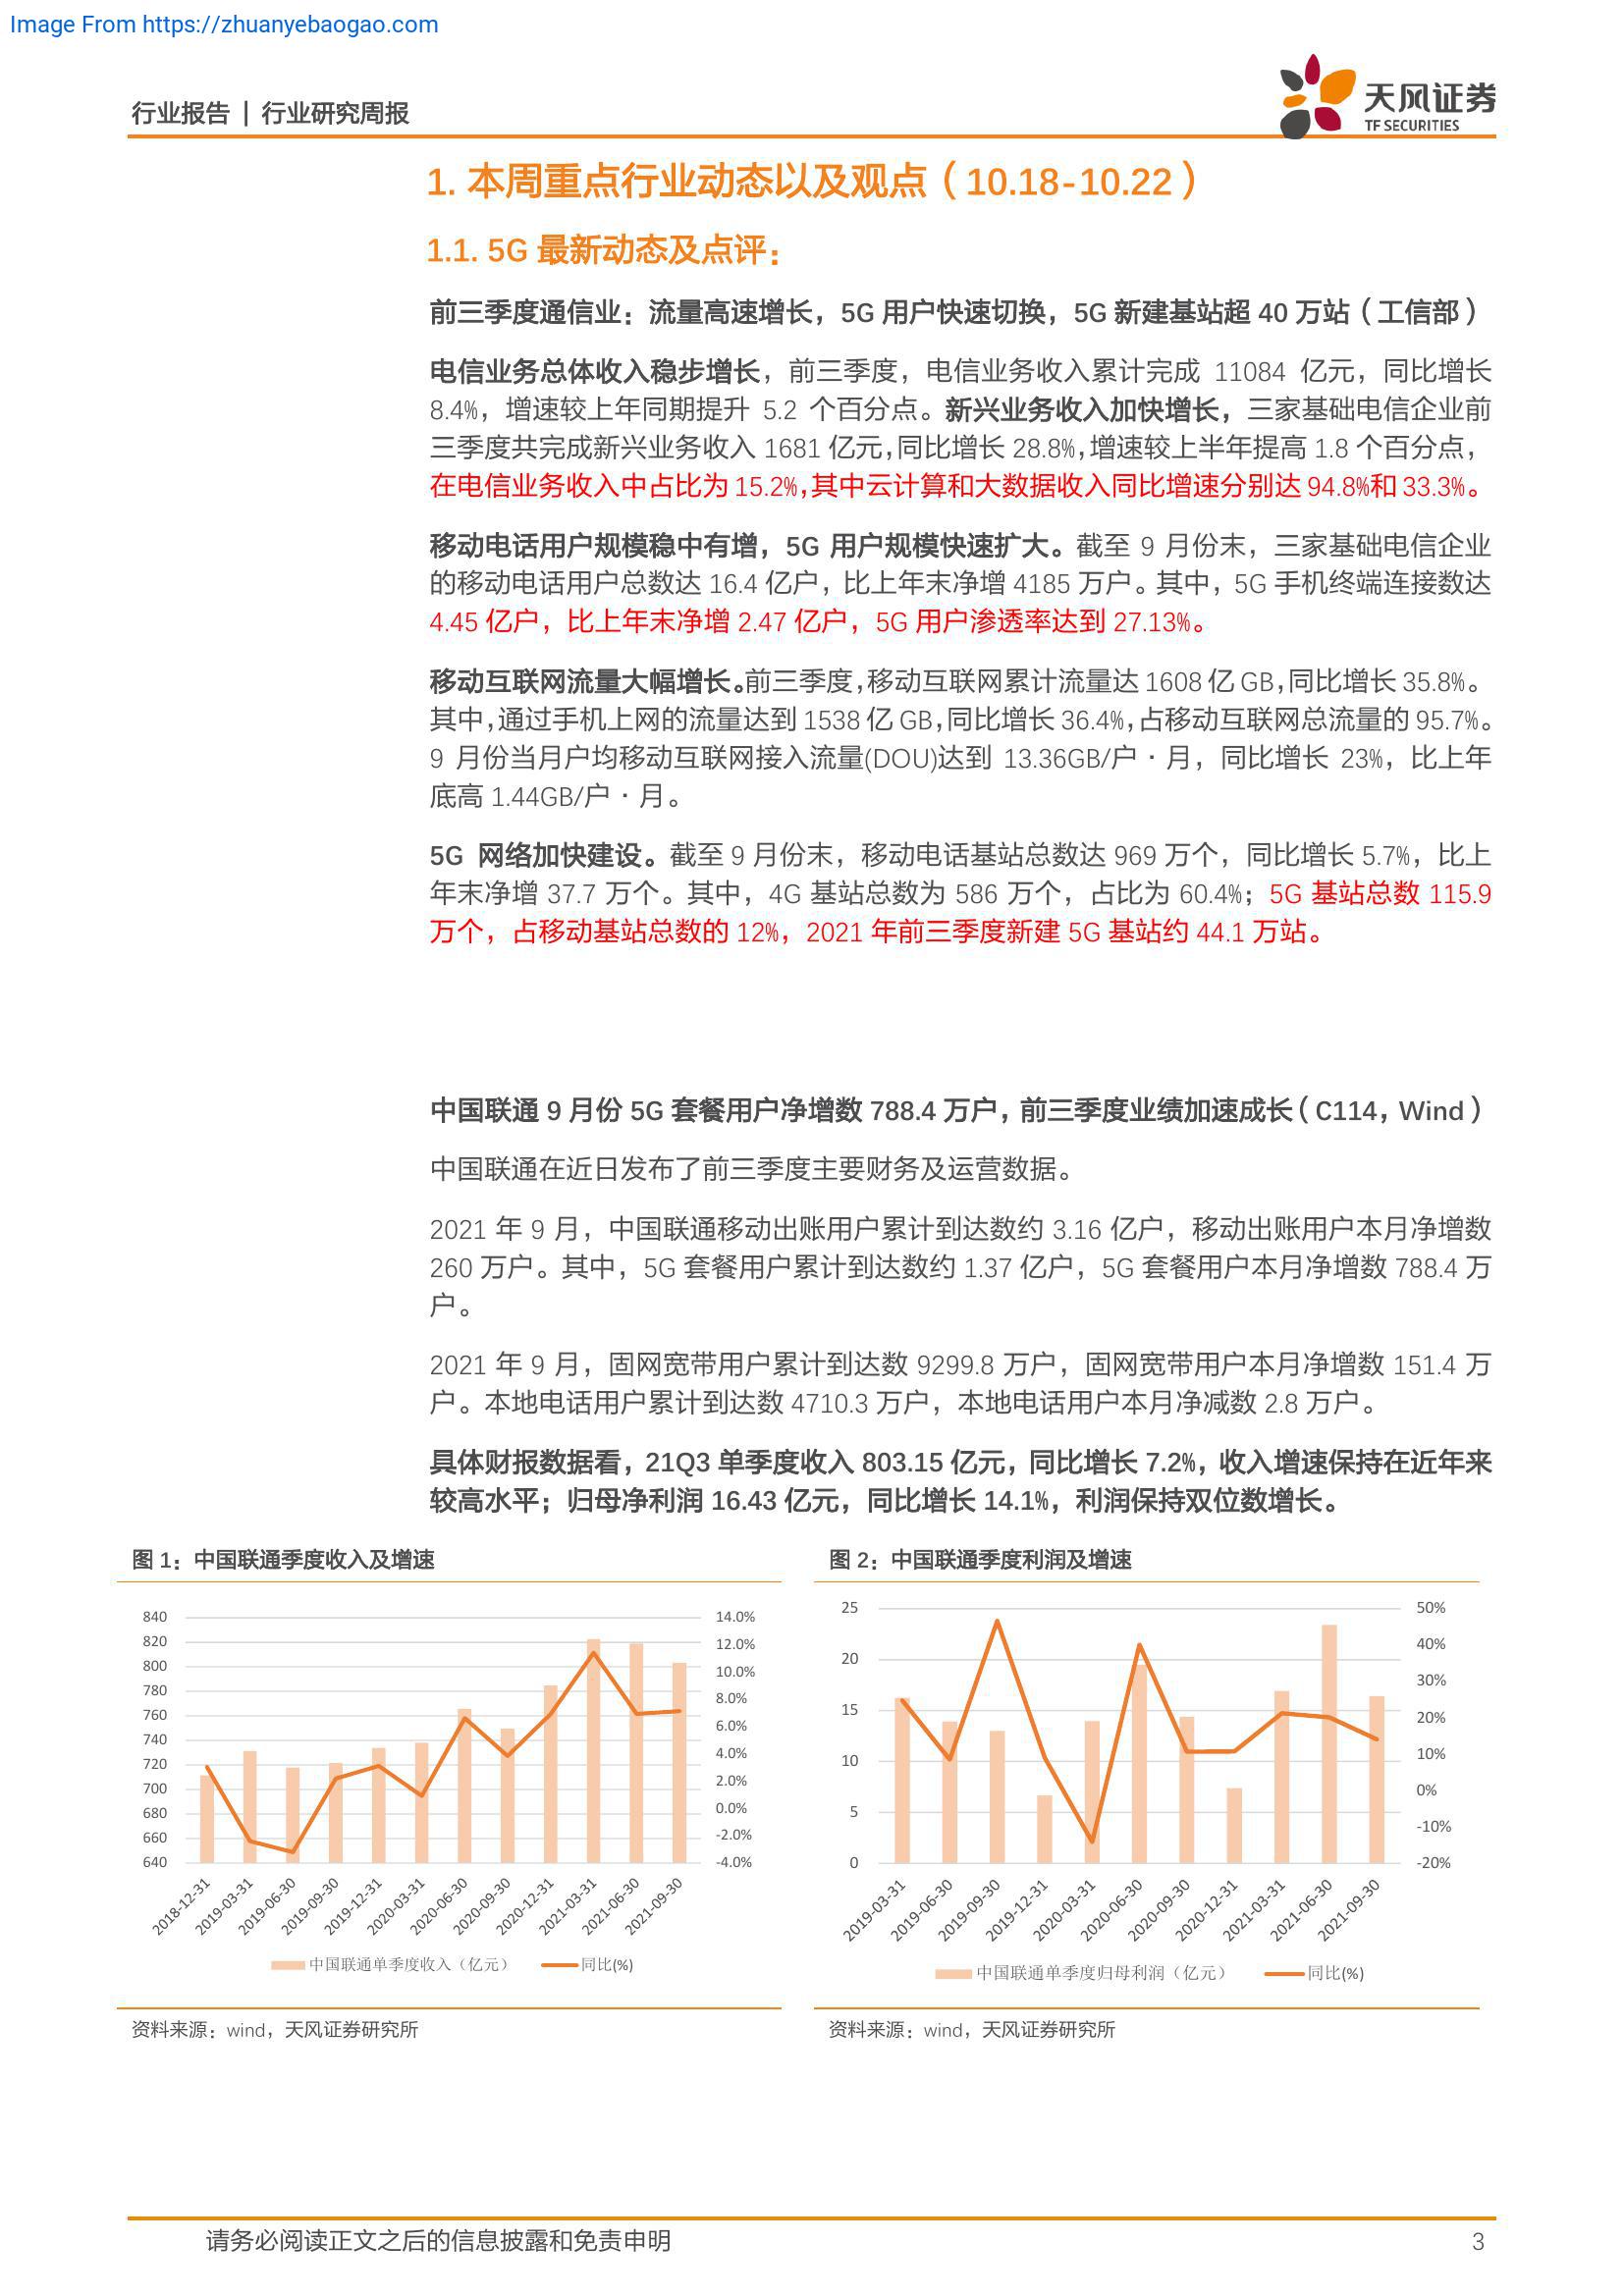 Image From https://zhuanyebaogao.com
行业报告 | 行业研究周报
天风证券
TF SECURITIES
1. 本周重点行业动态以及观点（10.18-10.22）
1.1. 5G 最新动态及点评：
前三季度通信业：流量高速增长，5G 用户快速切换，5G 新建基站超 40 万站（工信部）
电信业务总体收入稳步增长，前三季度，电信业务收入累计完成 11084 亿元，同比增长
8.4%，增速较上年同期提升 5.2 个百分点。新兴业务收入加快增长，三家基础电信企业前
三季度共完成新兴业务收入 1681 亿元，同比增长 28.8%，增速较上半年提高 1.8 个百分点，
在电信业务收入中占比为 15.2%，其中云计算和大数据收入同比增速分别达 94.8%和 33.3%。
移动电话用户规模稳中有增，5G 用户规模快速扩大。截至 9 月份末，三家基础电信企业
的移动电话用户总数达 16.4 亿户，比上年末净增 4185 万户。其中，5G 手机终端连接数达
4.45 亿户，比上年末净增 2.47 亿户，5G 用户渗透率达到 27.13%。
移动互联网流量大幅增长。前三季度，移动互联网累计流量达 1608 亿 GB，同比增长 35.8%。
其中，通过手机上网的流量达到 1538 亿 GB，同比增长 36.4%，占移动互联网总流量的 95.7%。
9 月份当月户均移动互联网接入流量(DOU)达到 13.36GB/户·月，同比增长 23%，比上年
底高 1.44GB/户·月。
5G 网络加快建设。截至 9 月份末，移动电话基站总数达 969 万个，同比增长 5.7%，比上
年末净增 37.7 万个。其中，4G 基站总数为 586 万个，占比为 60.4%；5G 基站总数 115.9
万个，占移动基站总数的 12%，2021 年前三季度新建 5G 基站约 44.1 万站。
中国联通 9 月份 5G 套餐用户净增数 788.4 万户，前三季度业绩加速成长（C114，Wind）
中国联通在近日发布了前三季度主要财务及运营数据。
2021 年 9 月，中国联通移动出账用户累计到达数约 3.16 亿户，移动出账用户本月净增数
260 万户。其中，5G 套餐用户累计到达数约 1.37 亿户，5G 套餐用户本月净增数 788.4 万
户。
2021 年 9 月，固网宽带用户累计到达数 9299.8 万户，固网宽带用户本月净增数 151.4 万
户。本地电话用户累计到达数 4710.3 万户，本地电话用户本月净减数 2.8 万户。
具体财报数据看，21Q3 单季度收入 803.15 亿元，同比增长 7.2%，收入增速保持在近年来
较高水平；归母净利润 16.43 亿元，同比增长 14.1%，利润保持双位数增长。
图 1：中国联通季度收入及增速
840
820
800
780
760
740
720
700
680
660
640
14.0%
12.0%
10.0%
8.0%
6.0%
4.0%
2.0%
0.0%
-2.0%
-4.0%
2018-12-31
2019-03-31
2019-06-30
2019-09-30
2019-12-31
2020-03-31
2020-06-30
2020-09-30
2020-12-31
2021-03-31
2021-06-30
2021-09-30
中国联通单季度收入（亿元） 同比(%)
资料来源：wind，天风证券研究所
图 2：中国联通季度利润及增速
25
20
15
10
5
0
50%
40%
30%
20%
10%
0%
-10%
-20%
2019-03-31
2019-06-30
2019-09-30
2019-12-31
2020-03-31
2020-06-30
2020-09-30
2020-12-31
2021-03-31
2021-06-30
2021-09-30
中国联通单季度归母利润（亿元） 同比(%)
资料来源：wind，天风证券研究所
请务必阅读正文之后的信息披露和免责申明
3